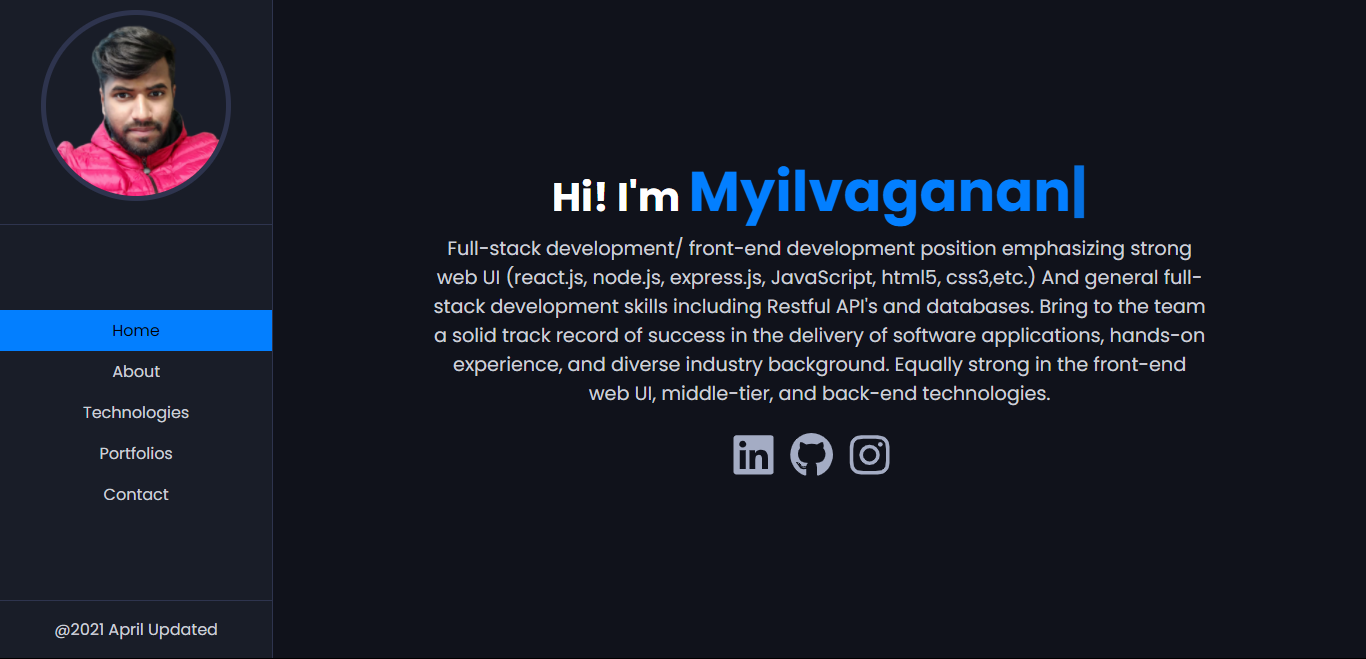 Home
About
Technologies
Portfolios
Contact
@2021 April Updated
Hi! I'm Myilvaganan|
Full-stack development/ front-end development position emphasizing strong
web UI (react.js, node.js, express.js, JavaScript, html5, css3,etc.) And general full-
stack development skills including Restful API's and databases. Bring to the team
a solid track record of success in the delivery of software applications, hands-on
experience, and diverse industry background. Equally strong in the front-end
web UI, middle-tier, and back-end technologies.
in